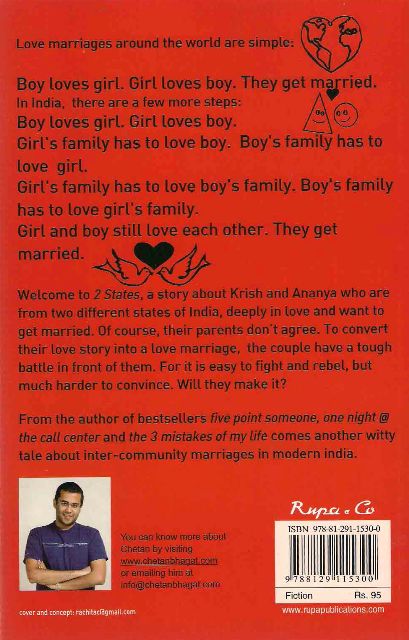 Love marriages around the world are simple:
Boy loves girl. Girl loves boy. They get married.
In India, there are a few more steps:
Boy loves girl. Girl loves boy.
Girl's family has to love boy. Boy's family has to
love girl.
Girl's family has to love boy's family. Boy's family
has to love girl's family.
Girl and boy still love each other. They get
married.
Welcome to 2 States, a story about Krish and Ananya who are
from two different states of India, deeply in love and want to
get married. Of course, their parents don't agree. To convert
their love story into a love marriage, the couple have a tough
battle in front of them. For it is easy to fight and rebel, but
much harder to convince. Will they make it?
From the author of bestsellers five point someone, one night @
the call center and the 3 mistakes of my life comes another witty
tale about inter-community marriages in modern india.
You can know more about
Chetan by visiting
www.chetanbhagat.com
or emailing him at
info@chetanbhagat.com
cover and concept: rachitac@gmail.com
Rupa & Co
ISBN 978-81-291-1530-0
9 788129 115300
Fiction Rs. 95
www.rupapublications.com